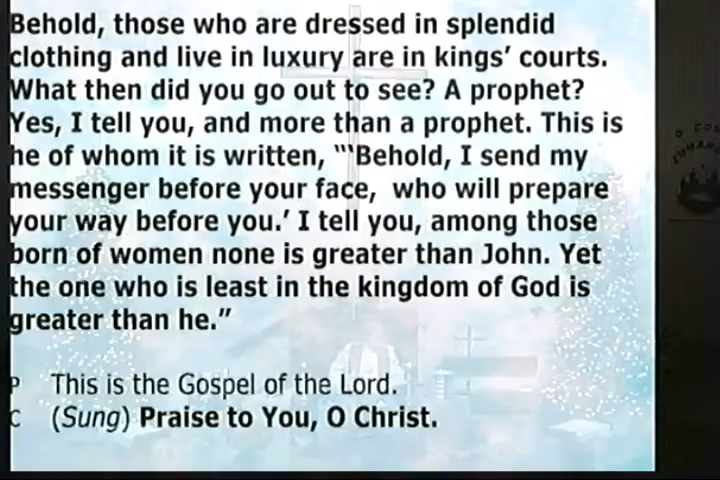 Behold, those who are dressed in splendid
clothing and live in luxury are in kings’ courts.
What then did you go out to see? A prophet?
Yes, I tell you, and more than a prophet. This is
he of whom it is written, “‘Behold, I send my
messenger before your face, who will prepare
your way before you.’ I tell you, among those
born of women none is greater than John. Yet
the one who is least in the kingdom of God is
greater than he.”
P This is the Gospel of the Lord.
C (Sung) Praise to You, O Christ.
O CO